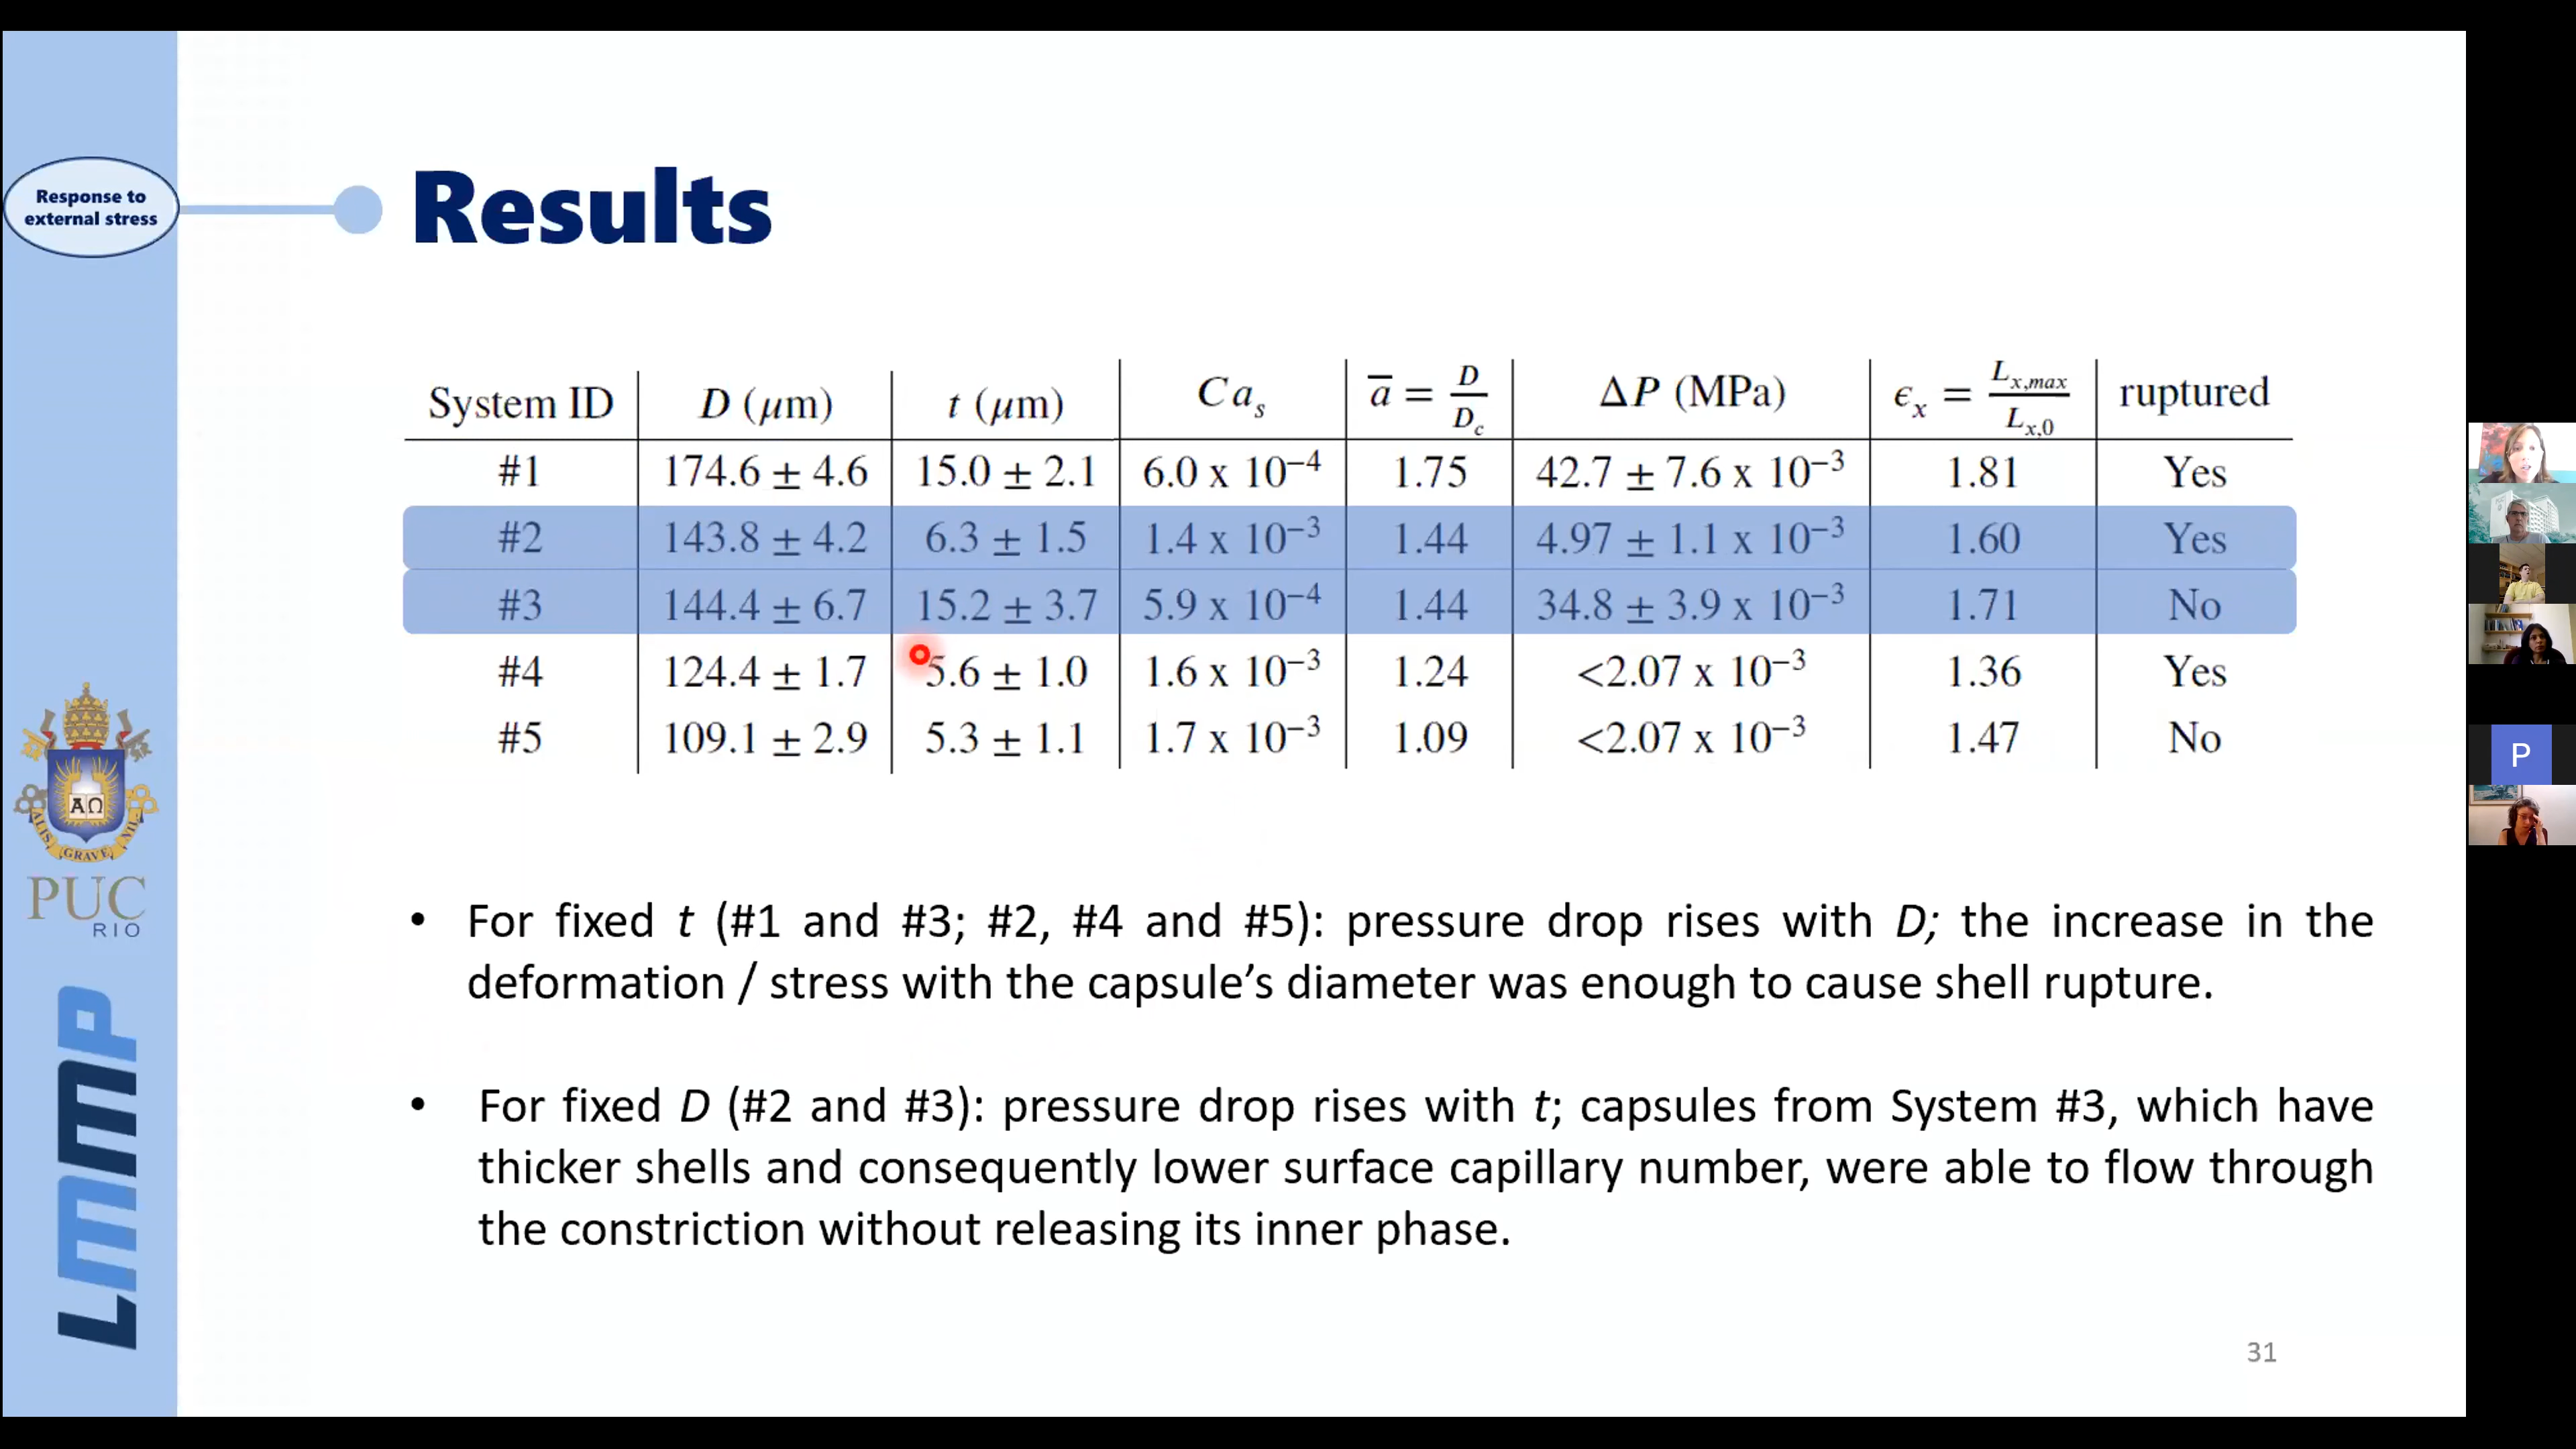 Response to
external stress
Results
System ID | D (μm) | t (μm) | Ca_s | a̅ = D/D_c | ΔP (MPa) | ϵ_x = L_{x,max}/L_{x,0} | ruptured
#1 | 174.6 ± 4.6 | 15.0 ± 2.1 | 6.0 x 10⁻⁴ | 1.75 | 42.7 ± 7.6 x 10⁻³ | 1.81 | Yes
#2 | 143.8 ± 4.2 | 6.3 ± 1.5 | 1.4 x 10⁻³ | 1.44 | 4.97 ± 1.1 x 10⁻³ | 1.60 | Yes
#3 | 144.4 ± 6.7 | 15.2 ± 3.7 | 5.9 x 10⁻⁴ | 1.44 | 34.8 ± 3.9 x 10⁻³ | 1.71 | No
#4 | 124.4 ± 1.7 | 5.6 ± 1.0 | 1.6 x 10⁻³ | 1.24 | <2.07 x 10⁻³ | 1.36 | Yes
#5 | 109.1 ± 2.9 | 5.3 ± 1.1 | 1.7 x 10⁻³ | 1.09 | <2.07 x 10⁻³ | 1.47 | No
• For fixed t (#1 and #3; #2, #4 and #5): pressure drop rises with D; the increase in the
deformation / stress with the capsule’s diameter was enough to cause shell rupture.
• For fixed D (#2 and #3): pressure drop rises with t; capsules from System #3, which have
thicker shells and consequently lower surface capillary number, were able to flow through
the constriction without releasing its inner phase.
31
ΑΩ
ALIS GRAVE NIL
PUC
RIO
LMMP
P